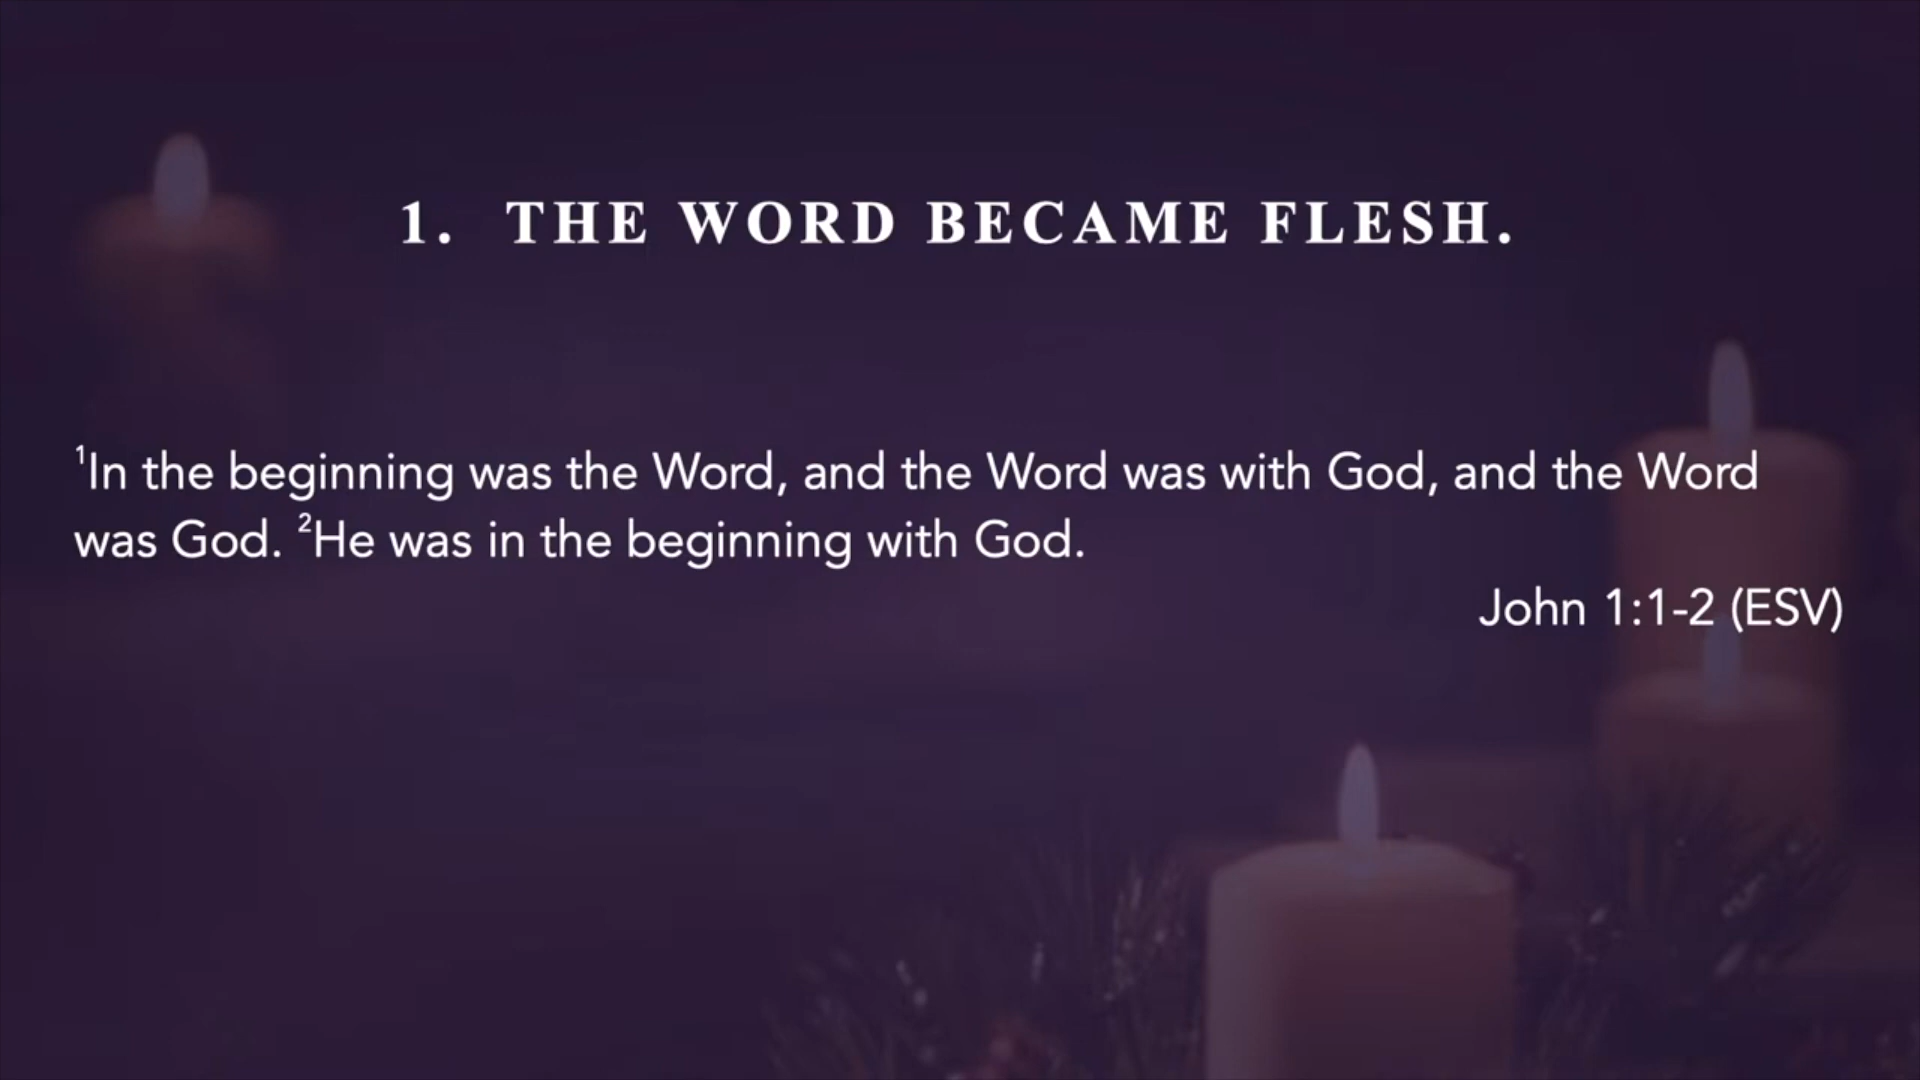 1. THE WORD BECAME FLESH.
¹In the beginning was the Word, and the Word was with God, and the Word
was God. ²He was in the beginning with God.
John 1:1-2 (ESV)